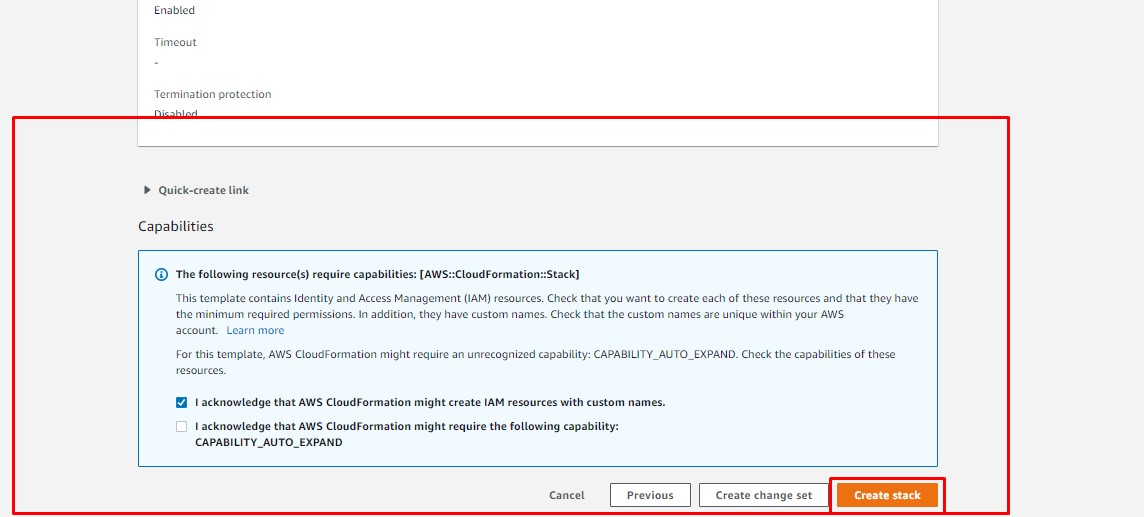 Enabled
Timeout
-
Termination protection
Disabled
Quick-create link
Capabilities
The following resource(s) require capabilities: [AWS::CloudFormation::Stack]
This template contains Identity and Access Management (IAM) resources. Check that you want to create each of these resources and that they have
the minimum required permissions. In addition, they have custom names. Check that the custom names are unique within your AWS
account. Learn more
For this template, AWS CloudFormation might require an unrecognized capability: CAPABILITY_AUTO_EXPAND. Check the capabilities of these
resources.
I acknowledge that AWS CloudFormation might create IAM resources with custom names.
I acknowledge that AWS CloudFormation might require the following capability:
CAPABILITY_AUTO_EXPAND
Cancel Previous Create change set Create stack